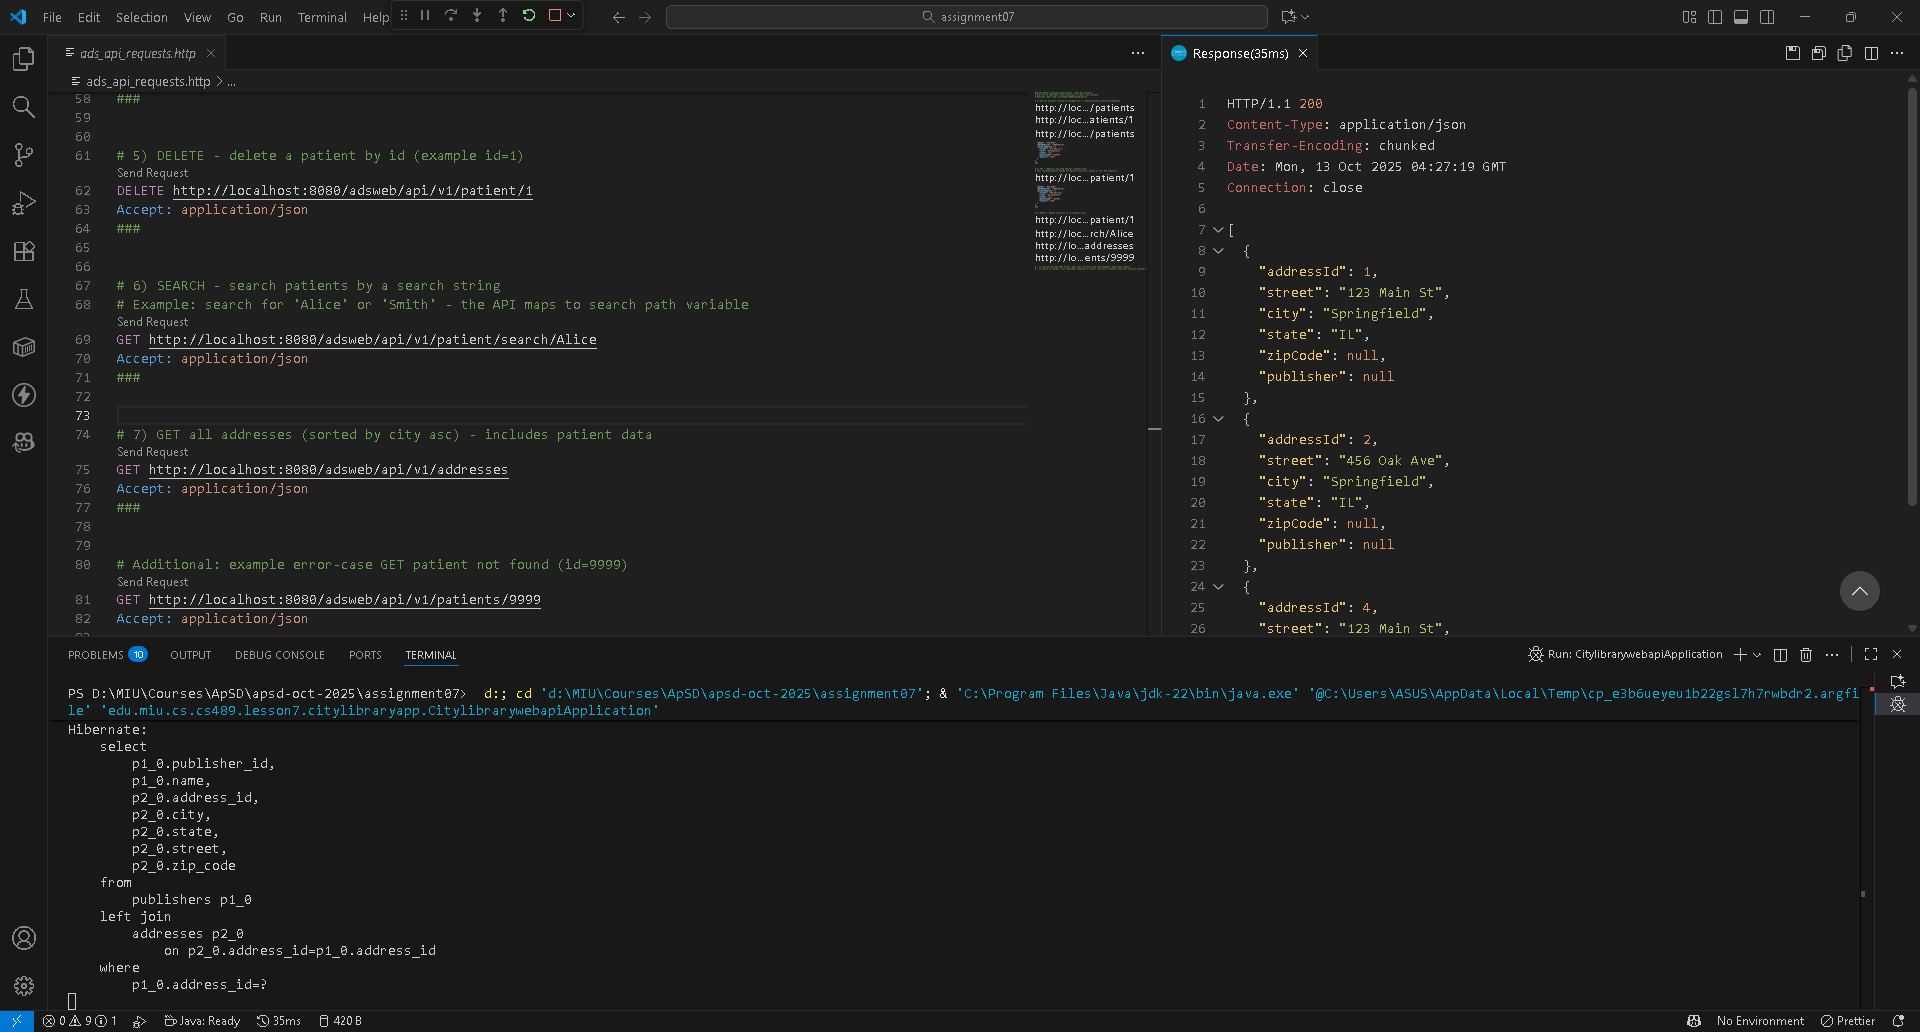 File Edit Selection View Go Run Terminal Help
assignment07
ads_api_requests.http
ads_api_requests.http > ...
58 ###
59
60
61 # 5) DELETE - delete a patient by id (example id=1)
Send Request
62 DELETE http://localhost:8080/adsweb/api/v1/patient/1
63 Accept: application/json
64 ###
65
66
67 # 6) SEARCH - search patients by a search string
68 # Example: search for 'Alice' or 'Smith' - the API maps to search path variable
Send Request
69 GET http://localhost:8080/adsweb/api/v1/patient/search/Alice
70 Accept: application/json
71 ###
72
73
74 # 7) GET all addresses (sorted by city asc) - includes patient data
Send Request
75 GET http://localhost:8080/adsweb/api/v1/addresses
76 Accept: application/json
77 ###
78
79
80 # Additional: example error-case GET patient not found (id=9999)
Send Request
81 GET http://localhost:8080/adsweb/api/v1/patients/9999
82 Accept: application/json
http://loc.../patients
http://loc...atients/1
http://loc.../patients
http://loc...patient/1
http://loc...patient/1
http://loc...rch/Alice
http://lo...addresses
http://lo...ents/9999
Response(35ms)
1 HTTP/1.1 200
2 Content-Type: application/json
3 Transfer-Encoding: chunked
4 Date: Mon, 13 Oct 2025 04:27:19 GMT
5 Connection: close
6
7 [
8 {
9 "addressId": 1,
10 "street": "123 Main St",
11 "city": "Springfield",
12 "state": "IL",
13 "zipCode": null,
14 "publisher": null
15 },
16 {
17 "addressId": 2,
18 "street": "456 Oak Ave",
19 "city": "Springfield",
20 "state": "IL",
21 "zipCode": null,
22 "publisher": null
23 },
24 {
25 "addressId": 4,
26 "street": "123 Main St",
PROBLEMS 10 OUTPUT DEBUG CONSOLE PORTS TERMINAL
Run: CitylibrarywebapiApplication
PS D:\MIU\Courses\ApSD\apsd-oct-2025\assignment07> d:; cd 'd:\MIU\Courses\ApSD\apsd-oct-2025\assignment07'; & 'C:\Program Files\Java\jdk-22\bin\java.exe' '@C:\Users\ASUS\AppData\Local\Temp\cp_e3b6ueyeu1b22gsl7h7rwbdr2.argfi
le' 'edu.miu.cs.cs489.lesson7.citylibraryapp.CitylibrarywebapiApplication'
Hibernate:
select
p1_0.publisher_id,
p1_0.name,
p2_0.address_id,
p2_0.city,
p2_0.state,
p2_0.street,
p2_0.zip_code
from
publishers p1_0
left join
addresses p2_0
on p2_0.address_id=p1_0.address_id
where
p1_0.address_id=?
0 9 1 Java: Ready 35ms 420 B
No Environment Prettier